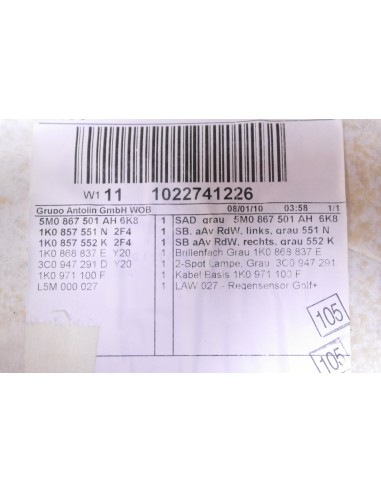 W1 11 1022741226
Grupo Antolin GmbH WOB 08/01/10 03:58 1/1
5M0 867 501 AH 6K8 1 SAD grau 5M0 867 501 AH 6K8
1K0 857 551 N 2F4 1 SB. aAv RdW, links, grau 551 N
1K0 857 552 K 2F4 1 SB aAv RdW, rechts, grau 552 K
1K0 868 837 E Y20 1 Brillenfach Grau 1K0 868 837 E
3C0 947 291 D Y20 1 2-Spot Lampe, Grau 3C0 947 291
1K0 971 100 F 1 Kabel Basis 1K0 971 100 F
L5M 000 027 1 LAW 027 - Regensensor Golf+
105
105